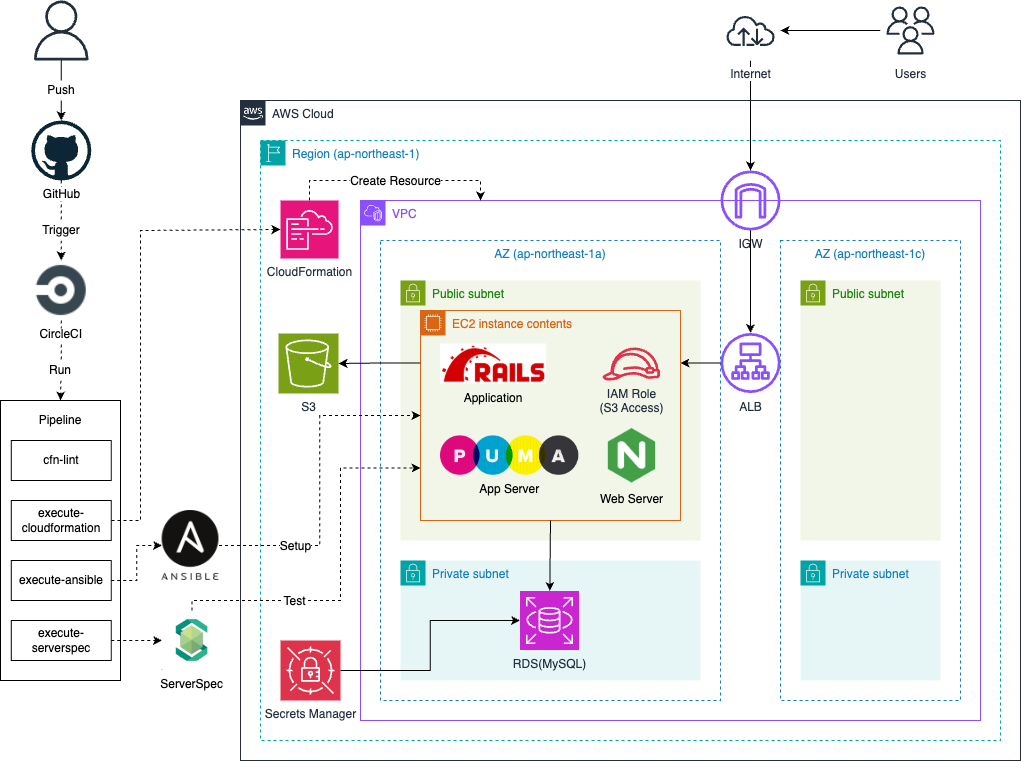 Push
GitHub
Trigger
CircleCI
Run
Pipeline
cfn-lint
execute-
cloudformation
execute-ansible
execute-
serverspec
ANSIBLE
ServerSpec
Setup
Test
Internet
Users
aws
AWS Cloud
Region (ap-northeast-1)
Create Resource
CloudFormation
S3
Secrets Manager
VPC
IGW
ALB
AZ (ap-northeast-1a)
Public subnet
EC2 instance contents
RAILS
Application
IAM Role
(S3 Access)
PUMA
App Server
N
Web Server
Private subnet
RDS(MySQL)
AZ (ap-northeast-1c)
Public subnet
Private subnet